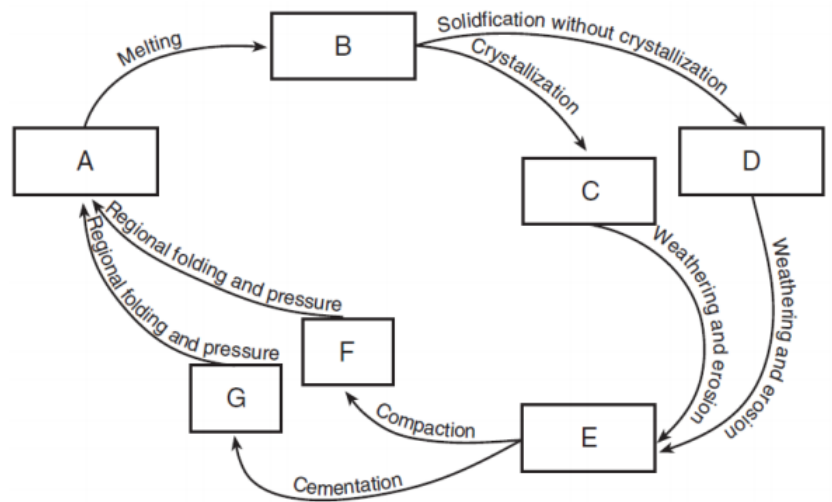 Melting
B
Solidfication without crystallization
Crystallization
A
D
C
Regional folding and pressure
Regional folding and pressure
Weathering and erosion
Weathering and erosion
F
G
Compaction
E
Cementation